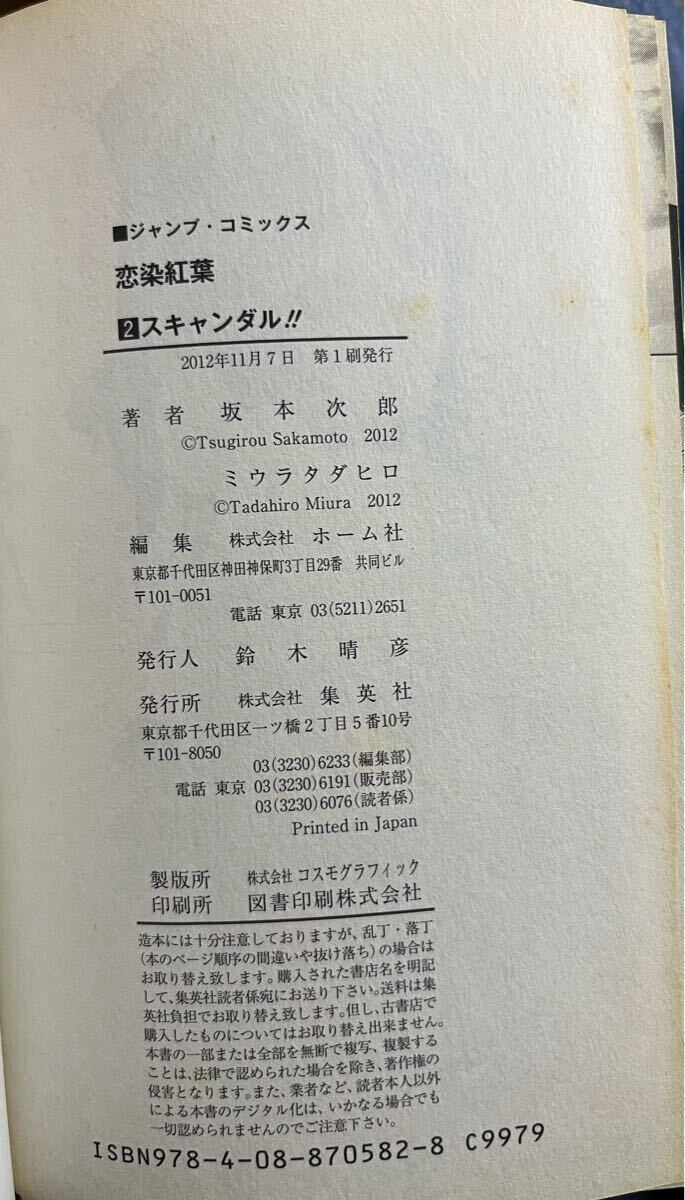 ■ジャンプ・コミックス
恋染紅葉
2スキャンダル!!
2012年11月7日 第1刷発行
著者 坂本次郎
©Tsugirou Sakamoto 2012
ミウラタダヒロ
©Tadahiro Miura 2012
編集 株式会社 ホーム社
東京都千代田区神田神保町3丁目29番 共同ビル
〒101-0051
電話 東京 03(5211)2651
発行人 鈴木晴彦
発行所 株式会社 集英社
東京都千代田区一ツ橋2丁目5番10号
〒101-8050
03(3230)6233(編集部)
電話 東京 03(3230)6191(販売部)
03(3230)6076(読者係)
Printed in Japan
製版所 株式会社 コスモグラフィック
印刷所 図書印刷株式会社
造本には十分注意しておりますが、乱丁・落丁
(本のページ順序の間違いや抜け落ち)の場合は
お取り替え致します。購入された書店名を明記
して、集英社読者係宛にお送り下さい。送料は集
英社負担でお取り替え致します。但し、古書店で
購入したものについてはお取り替え出来ません。
本書の一部または全部を無断で複写、複製する
ことは、法律で認められた場合を除き、著作権の
侵害となります。また、業者など、読者本人以外
による本書のデジタル化は、いかなる場合でも
一切認められませんのでご注意下さい。
ISBN978-4-08-870582-8 C9979